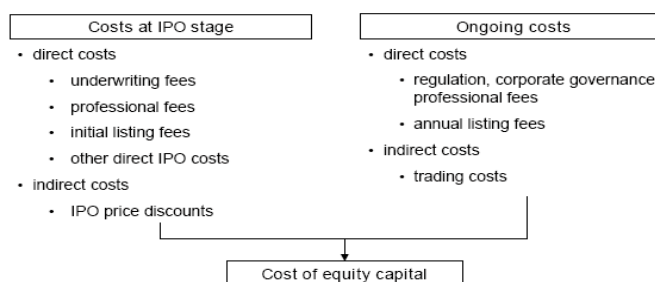 Costs at IPO stage
• direct costs
• underwriting fees
• professional fees
• initial listing fees
• other direct IPO costs
• indirect costs
• IPO price discounts
Ongoing costs
• direct costs
• regulation, corporate governance
professional fees
• annual listing fees
• indirect costs
• trading costs
Cost of equity capital